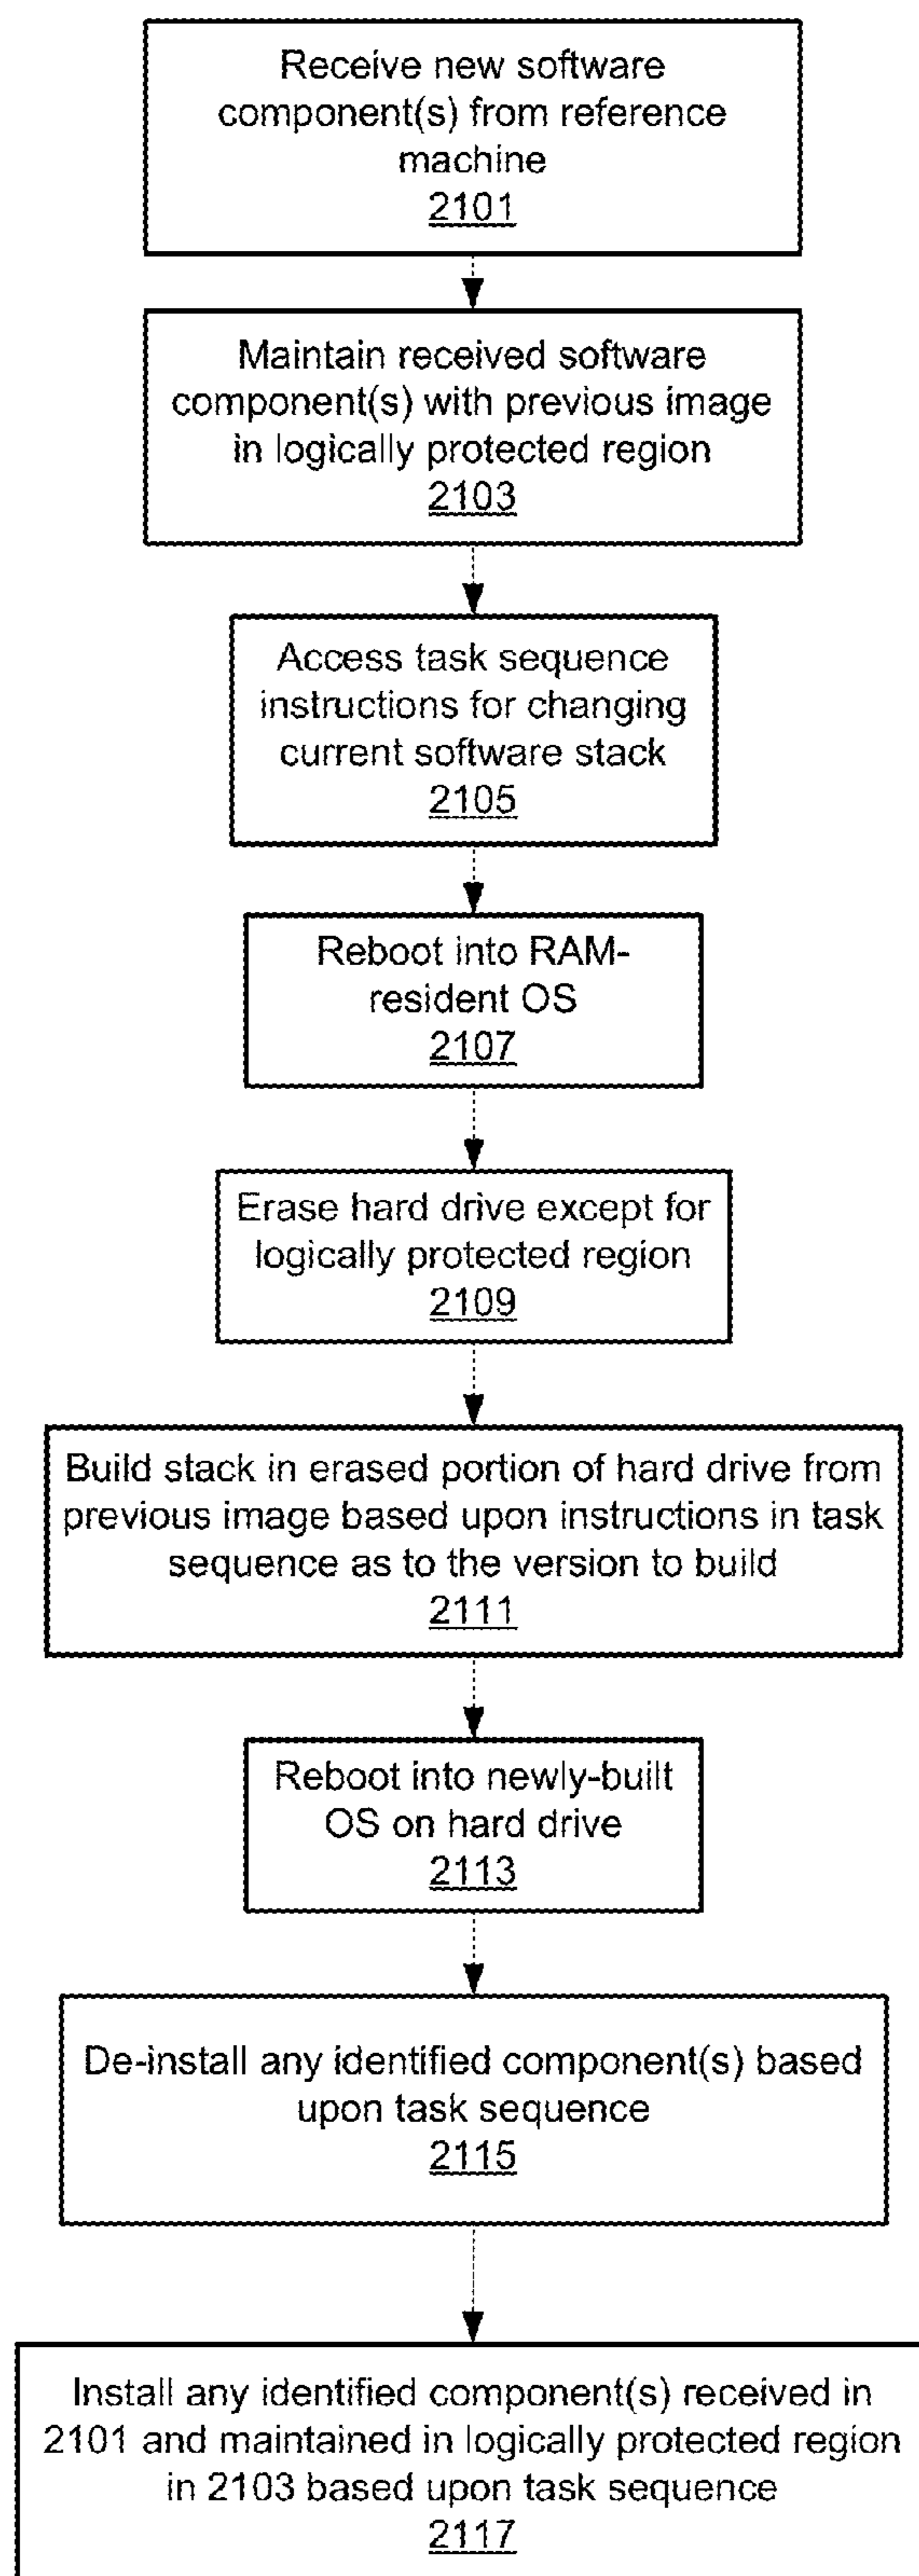 Receive new software
component(s) from reference
machine
2101
Maintain received software
component(s) with previous image
in logically protected region
2103
Access task sequence
instructions for changing
current software stack
2105
Reboot into RAM-
resident OS
2107
Erase hard drive except for
logically protected region
2109
Build stack in erased portion of hard drive from
previous image based upon instructions in task
sequence as to the version to build
2111
Reboot into newly-built
OS on hard drive
2113
De-install any identified component(s) based
upon task sequence
2115
Install any identified component(s) received in
2101 and maintained in logically protected region
in 2103 based upon task sequence
2117